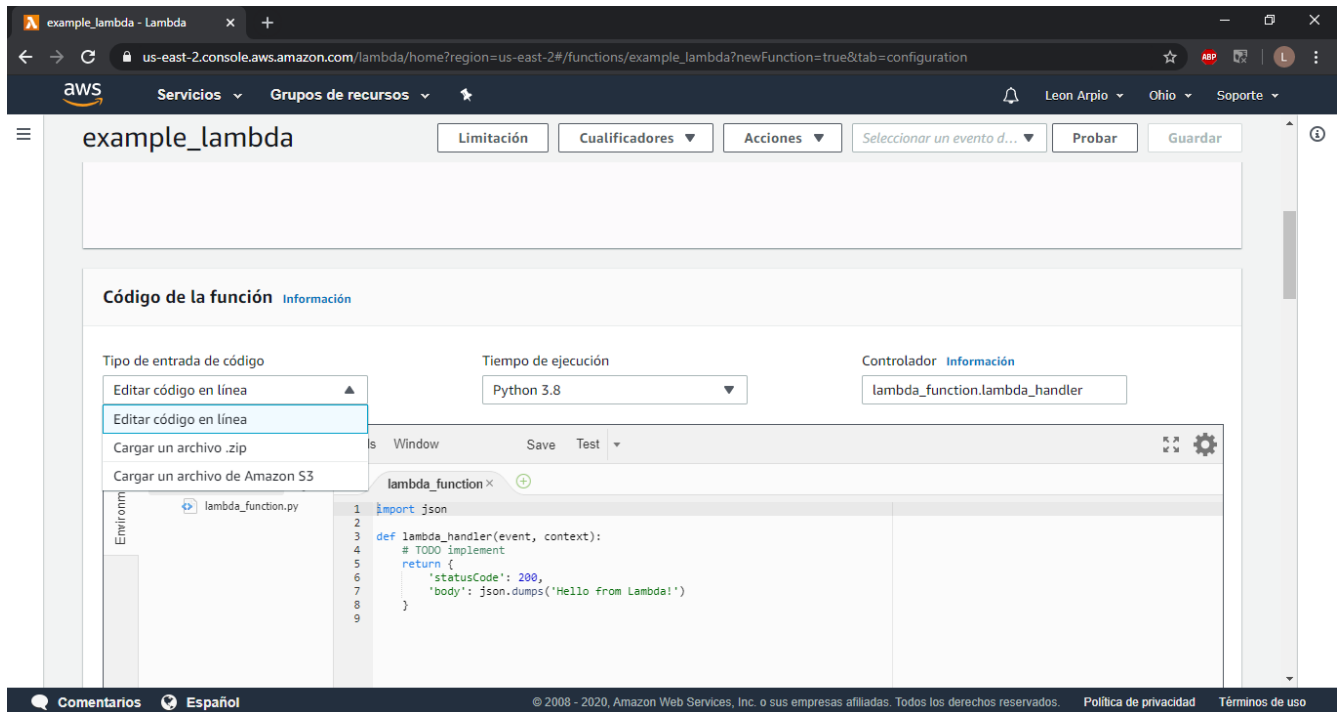 example_lambda - Lambda
us-east-2.console.aws.amazon.com/lambda/home?region=us-east-2#/functions/example_lambda?newFunction=true&tab=configuration
ABP
L
aws Servicios Grupos de recursos Leon Arpio Ohio Soporte
example_lambda Limitación Cualificadores Acciones Seleccionar un evento d... Probar Guardar
Código de la función Información
Tipo de entrada de código Tiempo de ejecución Controlador Información
Editar código en línea Python 3.8 lambda_function.lambda_handler
Editar código en línea
Cargar un archivo .zip
Cargar un archivo de Amazon S3
ls Window Save Test
lambda_function ×
Environm
lambda_function.py
1 import json
2
3 def lambda_handler(event, context):
4 # TODO implement
5 return {
6 'statusCode': 200,
7 'body': json.dumps('Hello from Lambda!')
8 }
9
Comentarios Español © 2008 - 2020, Amazon Web Services, Inc. o sus empresas afiliadas. Todos los derechos reservados. Política de privacidad Términos de uso